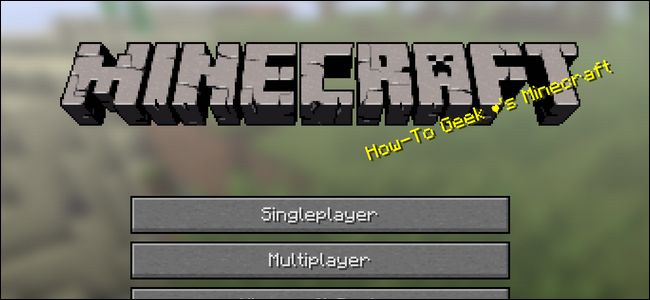 MINECRAFT
How-To Geek ♥'s Minecraft
Singleplayer
Multiplayer